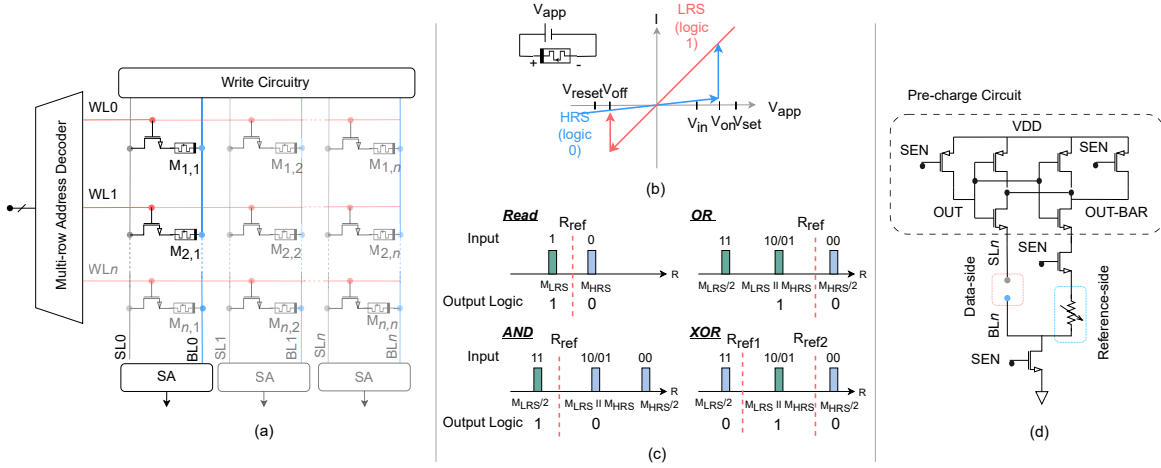 Write Circuitry
Multi-row Address Decoder
WL0
M1,1
M1,2
M1,n
WL1
M2,1
M2,2
M2,n
WLn
Mn,1
Mn,2
Mn,n
SL0
BL0
SL1
BL1
SLn
BLn
SA
SA
SA
(a)
Vapp
+
-
I
LRS
(logic
1)
Vreset
Voff
HRS
(logic
0)
Vin
Von
Vset
Vapp
(b)
Read
Rref
Input
1
0
R
MLRS
MHRS
Output Logic
1
0
OR
Rref
11
10/01
00
R
MLRS/2
MLRS II MHRS
MHRS/2
1
0
AND
Rref
Input
11
10/01
00
R
MLRS/2
MLRS II MHRS
MHRS/2
Output Logic
1
0
XOR
Rref1
Rref2
11
10/01
00
R
MLRS/2
MLRS II MHRS
MHRS/2
0
1
0
(c)
Pre-charge Circuit
VDD
SEN
SEN
OUT
OUT-BAR
SLn
SEN
Data-side
BLn
Reference-side
SEN
(d)